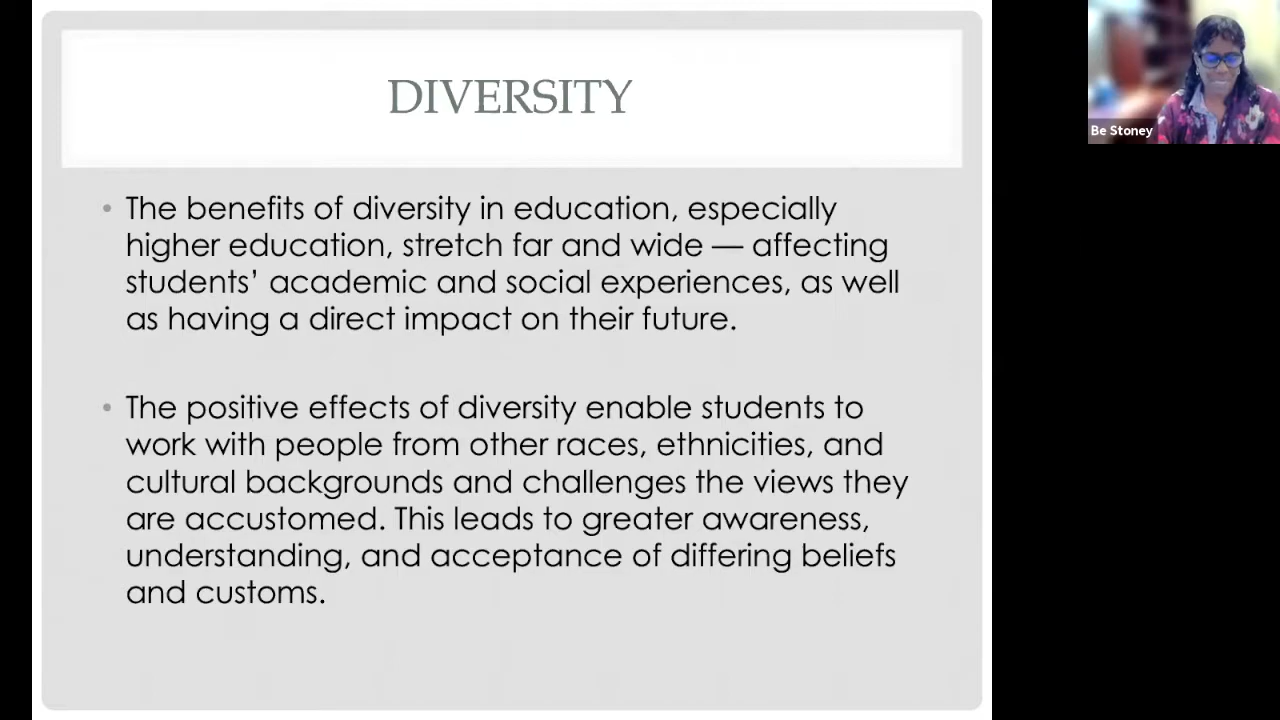 DIVERSITY
• The benefits of diversity in education, especially
higher education, stretch far and wide — affecting
students’ academic and social experiences, as well
as having a direct impact on their future.
• The positive effects of diversity enable students to
work with people from other races, ethnicities, and
cultural backgrounds and challenges the views they
are accustomed. This leads to greater awareness,
understanding, and acceptance of differing beliefs
and customs.
Be Stoney